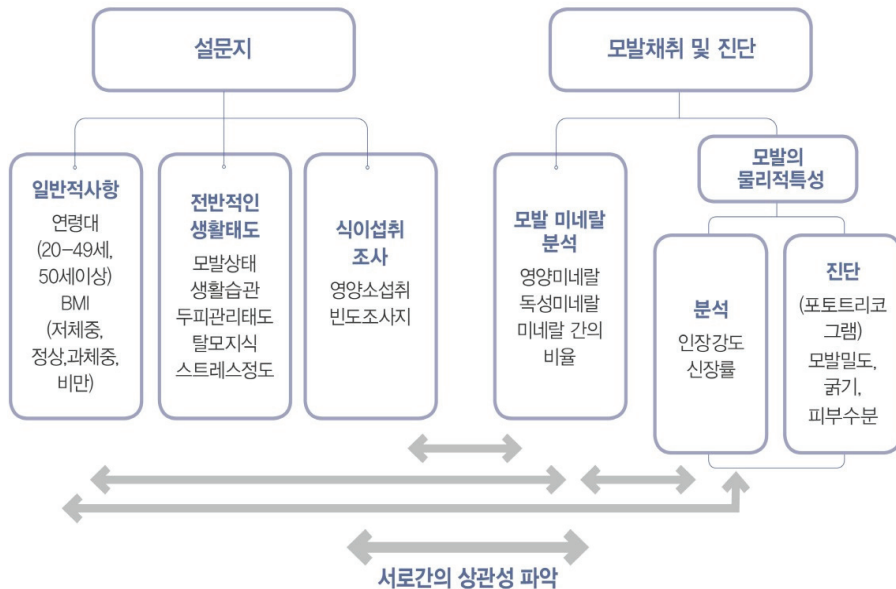 설문지
모발채취 및 진단
모발의
물리적특성
일반적사항
연령대
(20-49세,
50세이상)
BMI
(저체중,
정상,과체중,
비만)
전반적인
생활태도
모발상태
생활습관
두피관리태도
탈모지식
스트레스정도
식이섭취
조사
영양소섭취
빈도조사지
모발 미네랄
분석
영양미네랄
독성미네랄
미네랄 간의
비율
분석
인장강도
신장률
진단
(포토트리코
그램)
모발밀도,
굵기,
피부수분
서로간의 상관성 파악